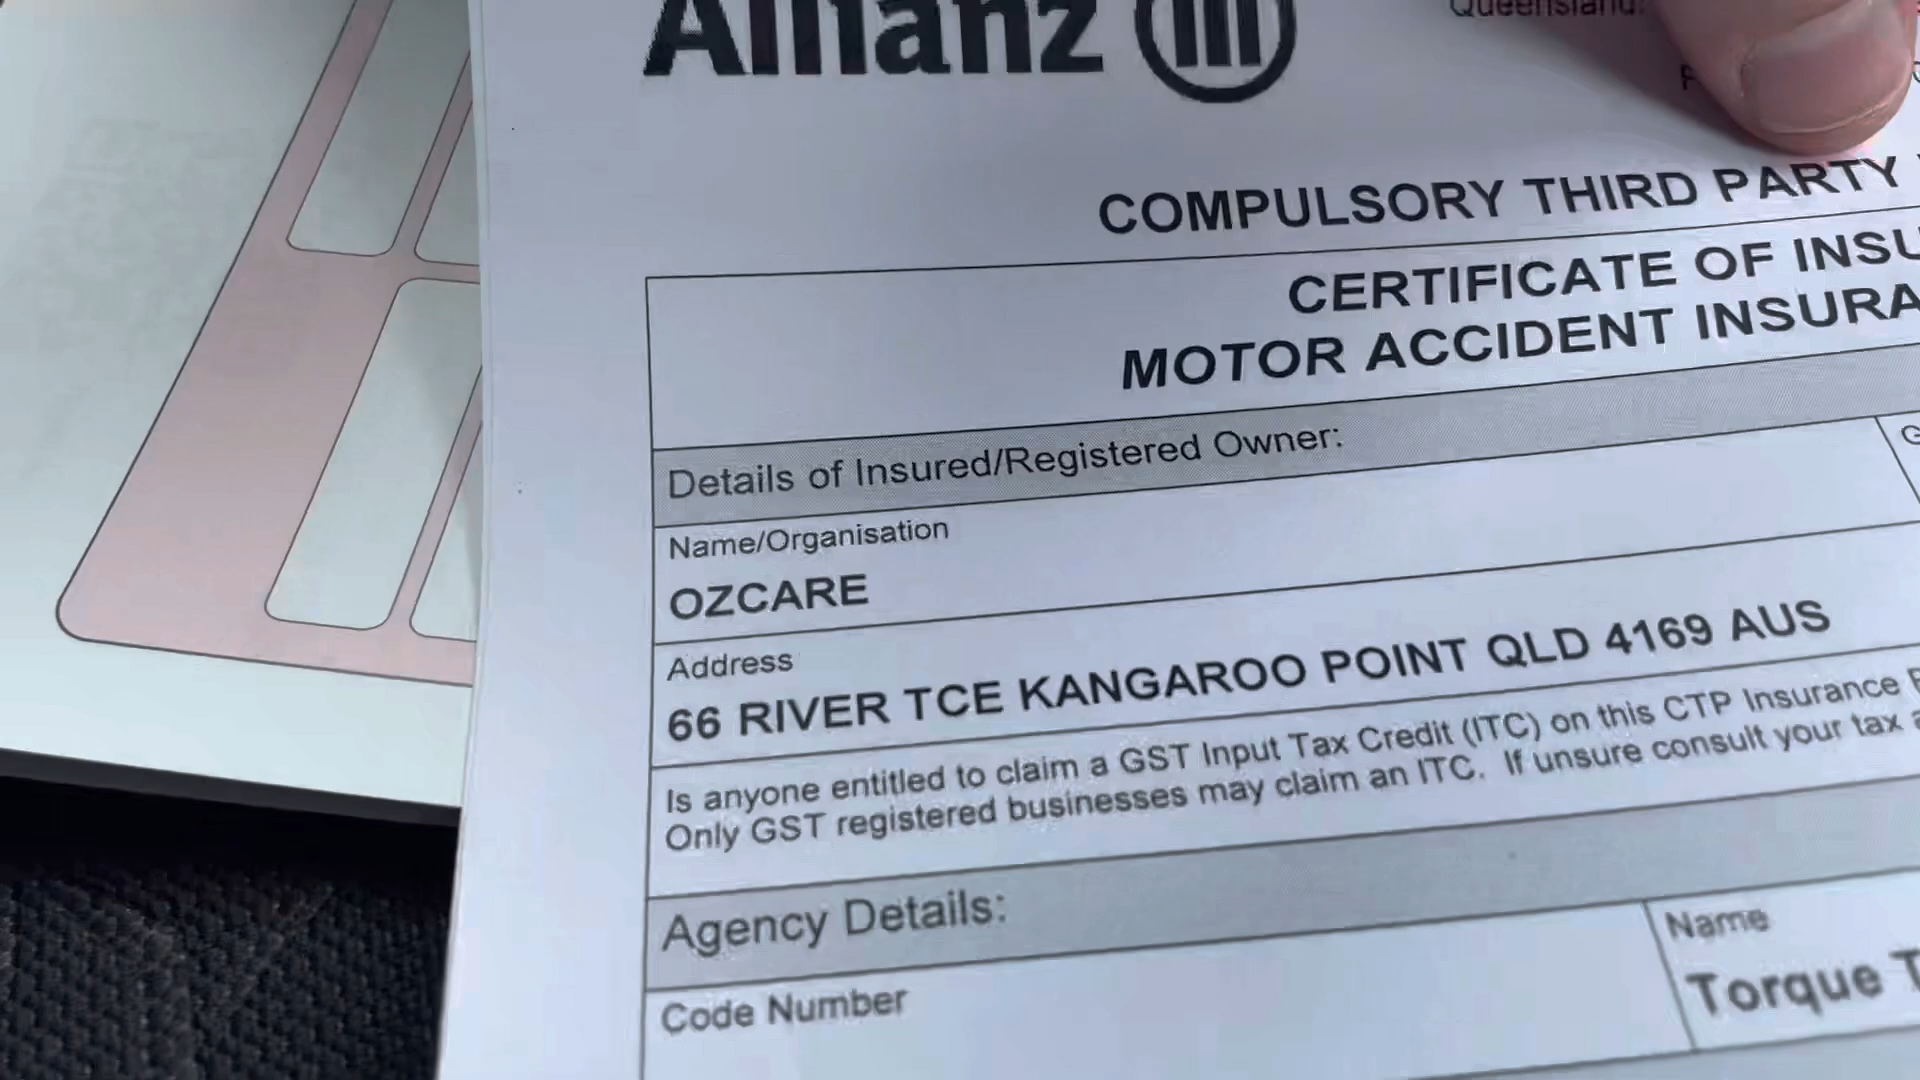 Allianz
Queensland
COMPULSORY THIRD PARTY
CERTIFICATE OF INSU
MOTOR ACCIDENT INSURA
Details of Insured/Registered Owner:
Name/Organisation
OZCARE
Address
66 RIVER TCE KANGAROO POINT QLD 4169 AUS
Is anyone entitled to claim a GST Input Tax Credit (ITC) on this CTP Insurance
Only GST registered businesses may claim an ITC. If unsure consult your tax
Agency Details:
Code Number
Name
Torque T